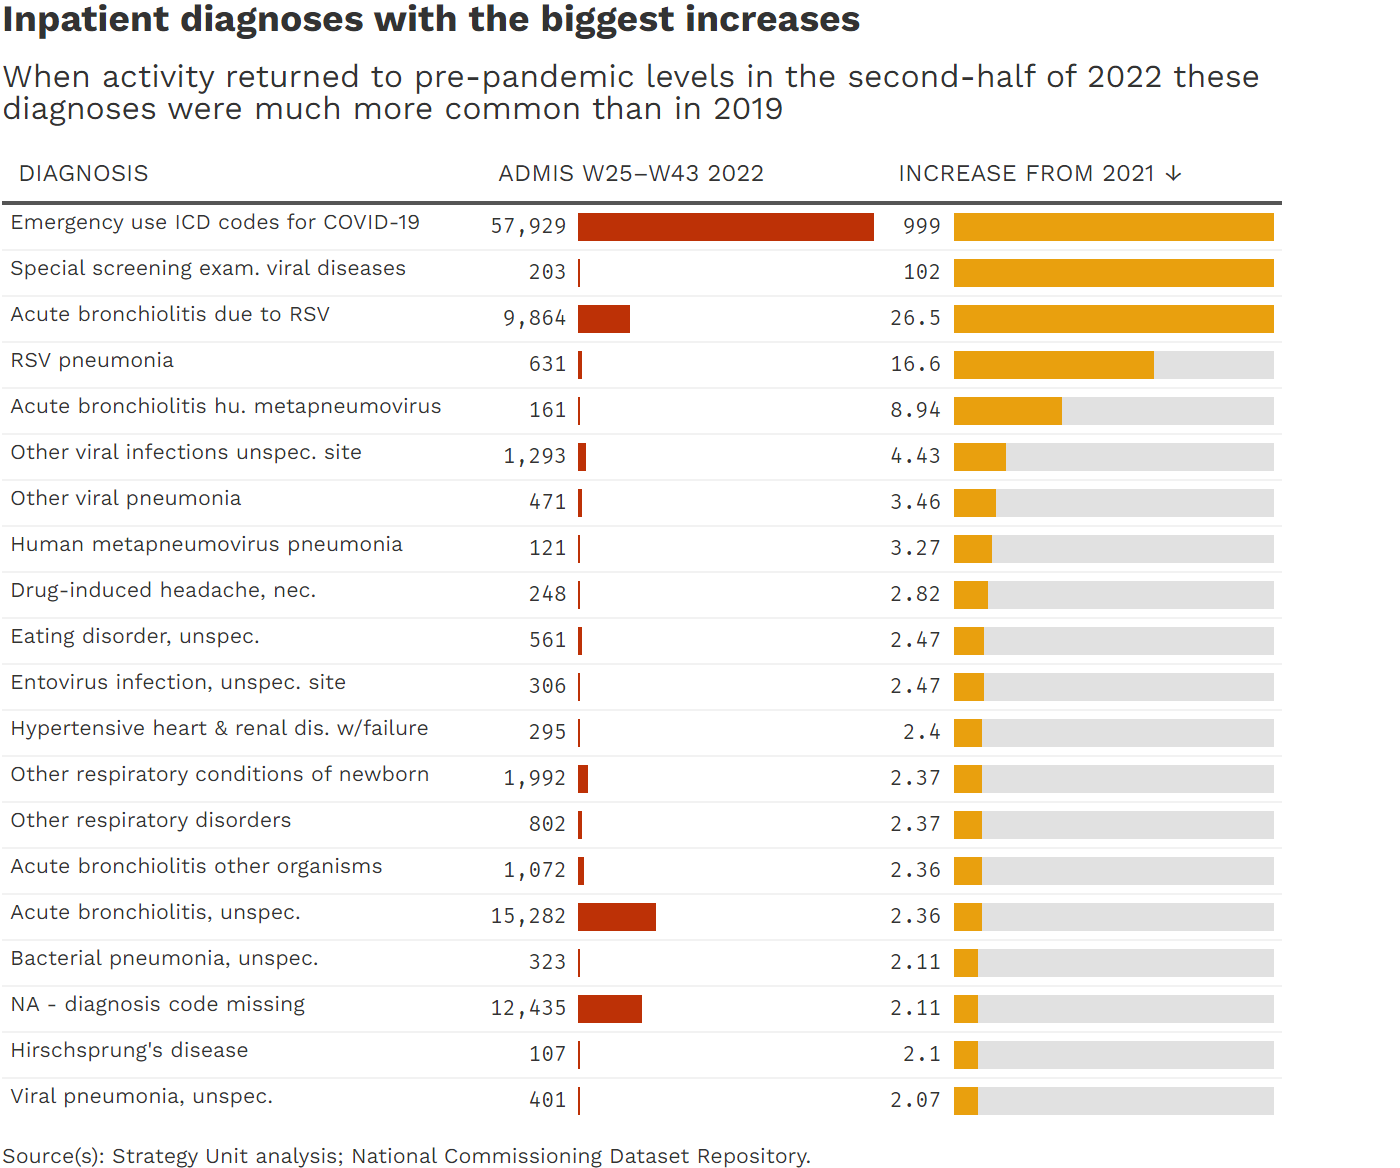 Inpatient diagnoses with the biggest increases
When activity returned to pre-pandemic levels in the second-half of 2022 these
diagnoses were much more common than in 2019
DIAGNOSIS ADMIS W25–W43 2022 INCREASE FROM 2021 ↓
Emergency use ICD codes for COVID-19 57,929 999
Special screening exam. viral diseases 203 102
Acute bronchiolitis due to RSV 9,864 26.5
RSV pneumonia 631 16.6
Acute bronchiolitis hu. metapneumovirus 161 8.94
Other viral infections unspec. site 1,293 4.43
Other viral pneumonia 471 3.46
Human metapneumovirus pneumonia 121 3.27
Drug-induced headache, nec. 248 2.82
Eating disorder, unspec. 561 2.47
Entovirus infection, unspec. site 306 2.47
Hypertensive heart & renal dis. w/failure 295 2.4
Other respiratory conditions of newborn 1,992 2.37
Other respiratory disorders 802 2.37
Acute bronchiolitis other organisms 1,072 2.36
Acute bronchiolitis, unspec. 15,282 2.36
Bacterial pneumonia, unspec. 323 2.11
NA - diagnosis code missing 12,435 2.11
Hirschsprung's disease 107 2.1
Viral pneumonia, unspec. 401 2.07
Source(s): Strategy Unit analysis; National Commissioning Dataset Repository.